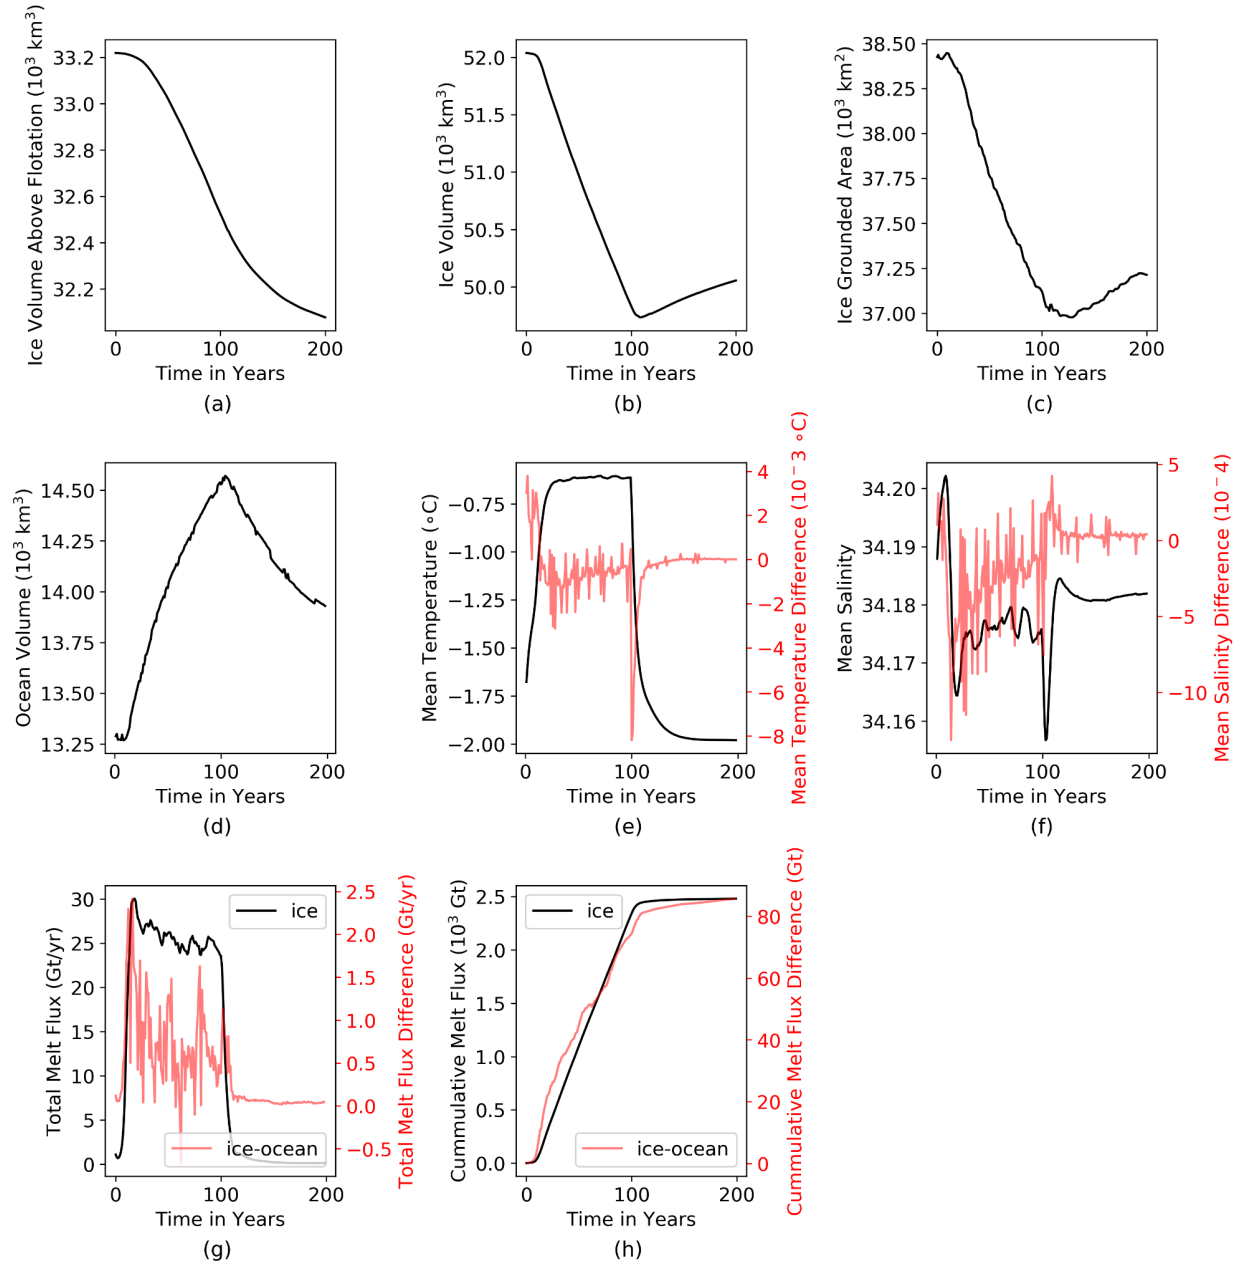 Ice Volume Above Flotation (10³ km³)
33.2
33.0
32.8
32.6
32.4
32.2
0 100 200
Time in Years
(a)
Ice Volume (10³ km³)
52.0
51.5
51.0
50.5
50.0
0 100 200
Time in Years
(b)
Ice Grounded Area (10³ km²)
38.50
38.25
38.00
37.75
37.50
37.25
37.00
0 100 200
Time in Years
(c)
Ocean Volume (10³ km³)
14.50
14.25
14.00
13.75
13.50
13.25
0 100 200
Time in Years
(d)
Mean Temperature (∘C)
−0.75
−1.00
−1.25
−1.50
−1.75
−2.00
0 100 200
Time in Years
(e)
4
2
0
−2
−4
−6
−8
Mean Temperature Difference (10⁻ 3 ∘C)
Mean Salinity
34.20
34.19
34.18
34.17
34.16
0 100 200
Time in Years
(f)
5
0
−5
−10
Mean Salinity Difference (10⁻ 4)
Total Melt Flux (Gt/yr)
30
25
20
15
10
5
0
ice
ice-ocean
0 100 200
Time in Years
(g)
2.5
2.0
1.5
1.0
0.5
0.0
−0.5
Total Melt Flux Difference (Gt/yr)
Cummulative Melt Flux (10³ Gt)
2.5
2.0
1.5
1.0
0.5
0.0
ice
ice-ocean
0 100 200
Time in Years
(h)
80
60
40
20
0
Cummulative Melt Flux Difference (Gt)